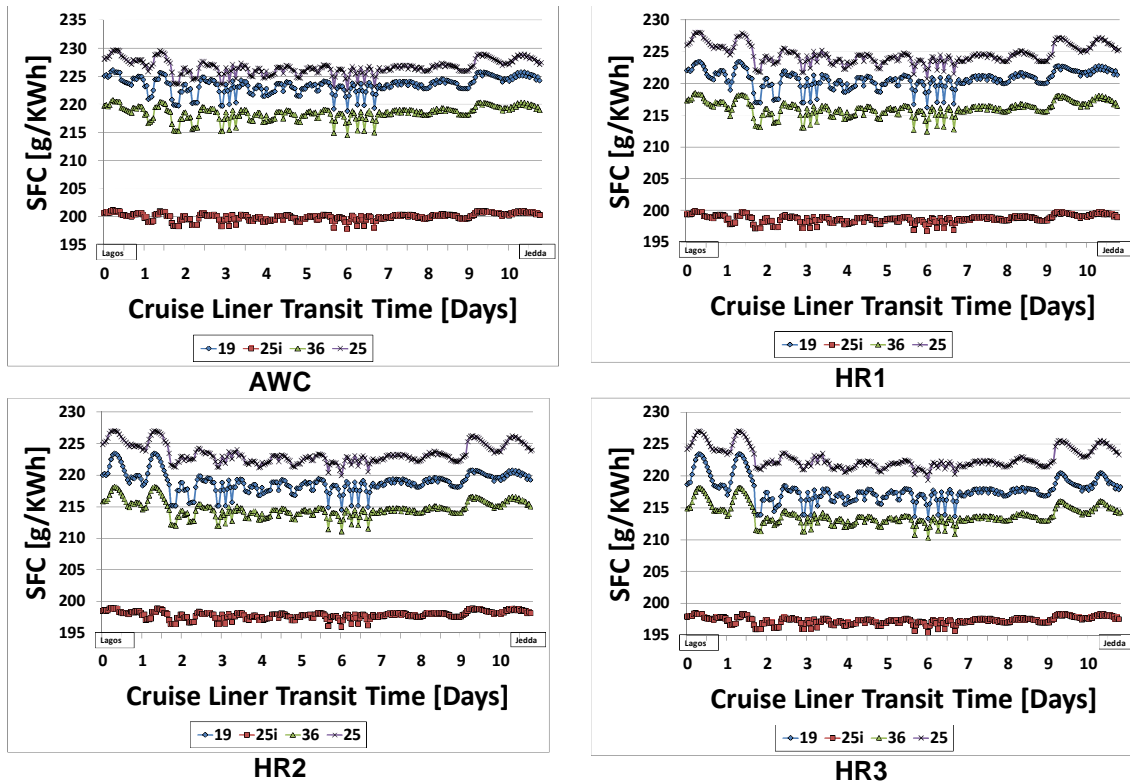 SFC [g/KWh]
235
230
225
220
215
210
205
200
195
Lagos
Jedda
0 1 2 3 4 5 6 7 8 9 10
Cruise Liner Transit Time [Days]
19 25i 36 25
AWC
SFC [g/KWh]
230
225
220
215
210
205
200
195
Lagos
Jedda
0 1 2 3 4 5 6 7 8 9 10
Cruise Liner Transit Time [Days]
19 25i 36 25
HR1
SFC [g/KWh]
230
225
220
215
210
205
200
195
Lagos
Jedda
0 1 2 3 4 5 6 7 8 9 10
Cruise Liner Transit Time [Days]
19 25i 36 25
HR2
SFC [g/KWh]
230
225
220
215
210
205
200
195
Lagos
Jedda
0 1 2 3 4 5 6 7 8 9 10
Cruise Liner Transit Time [Days]
19 25i 36 25
HR3